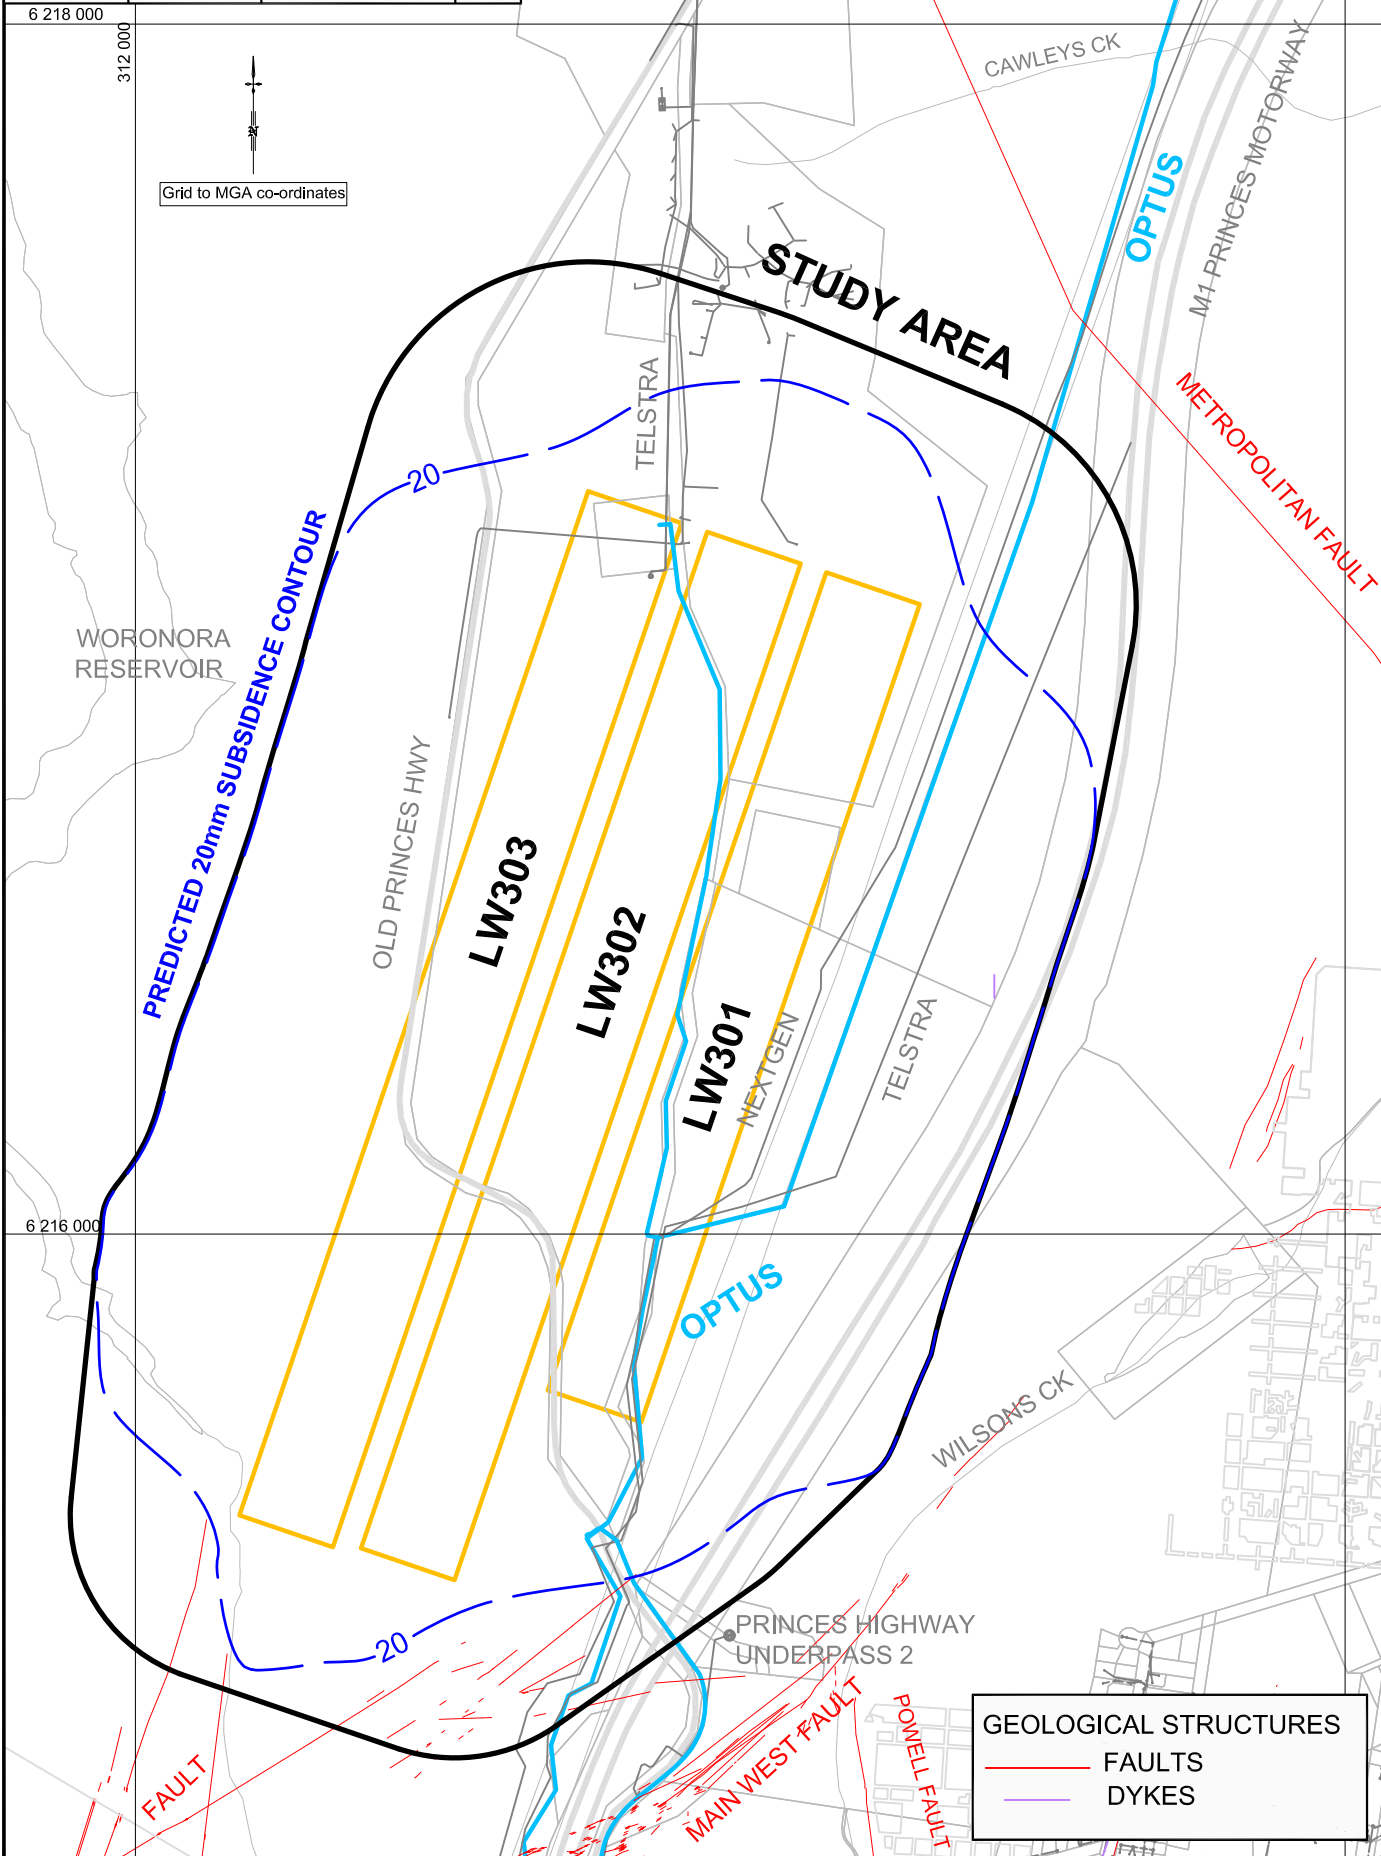 6 218 000
312 000
N
Grid to MGA co-ordinates
CAWLEYS CK
M1 PRINCES MOTORWAY
OPTUS
STUDY AREA
METROPOLITAN FAULT
TELSTRA
20
PREDICTED 20mm SUBSIDENCE CONTOUR
WORONORA
RESERVOIR
OLD PRINCES HWY
LW303
LW302
LW301
NEXTGEN
TELSTRA
6 216 000
OPTUS
WILSONS CK
20
PRINCES HIGHWAY
UNDERPASS 2
FAULT
MAIN WEST FAULT
POWELL FAULT
GEOLOGICAL STRUCTURES
FAULTS
DYKES